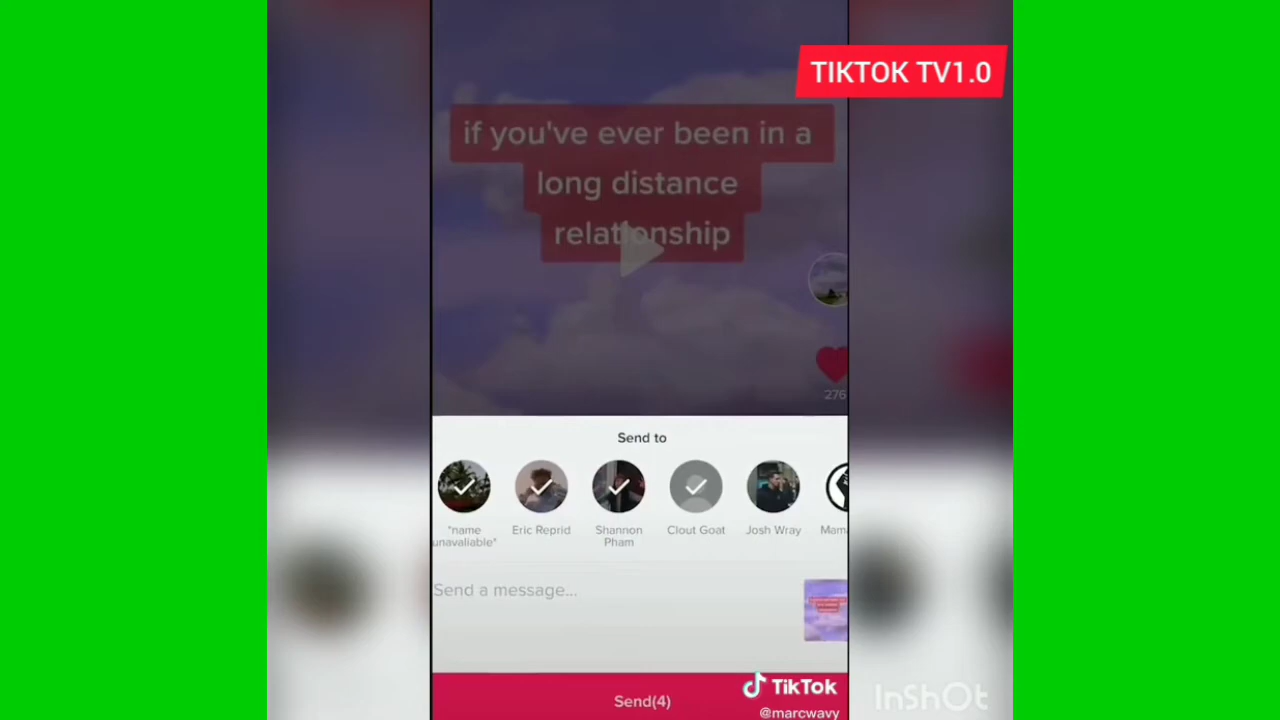 TIKTOK TV1.0
if you've ever been in a
long distance
relationship
276
Send to
*name
unavaliable*
Eric Reprid
Shannon
Pham
Clout Goat
Josh Wray
Mama
Send a message...
Send(4)
TikTok
@marcwavy
InShOt